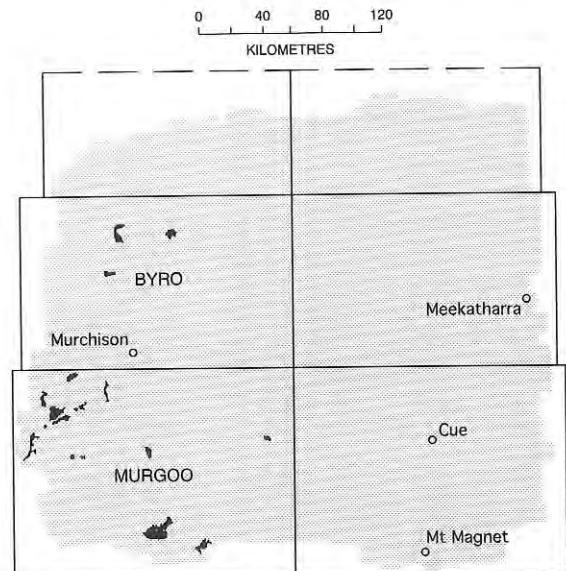 0 40 80 120
KILOMETRES
BYRO
Meekatharra
Murchison
Cue
MURGOO
Mt Magnet